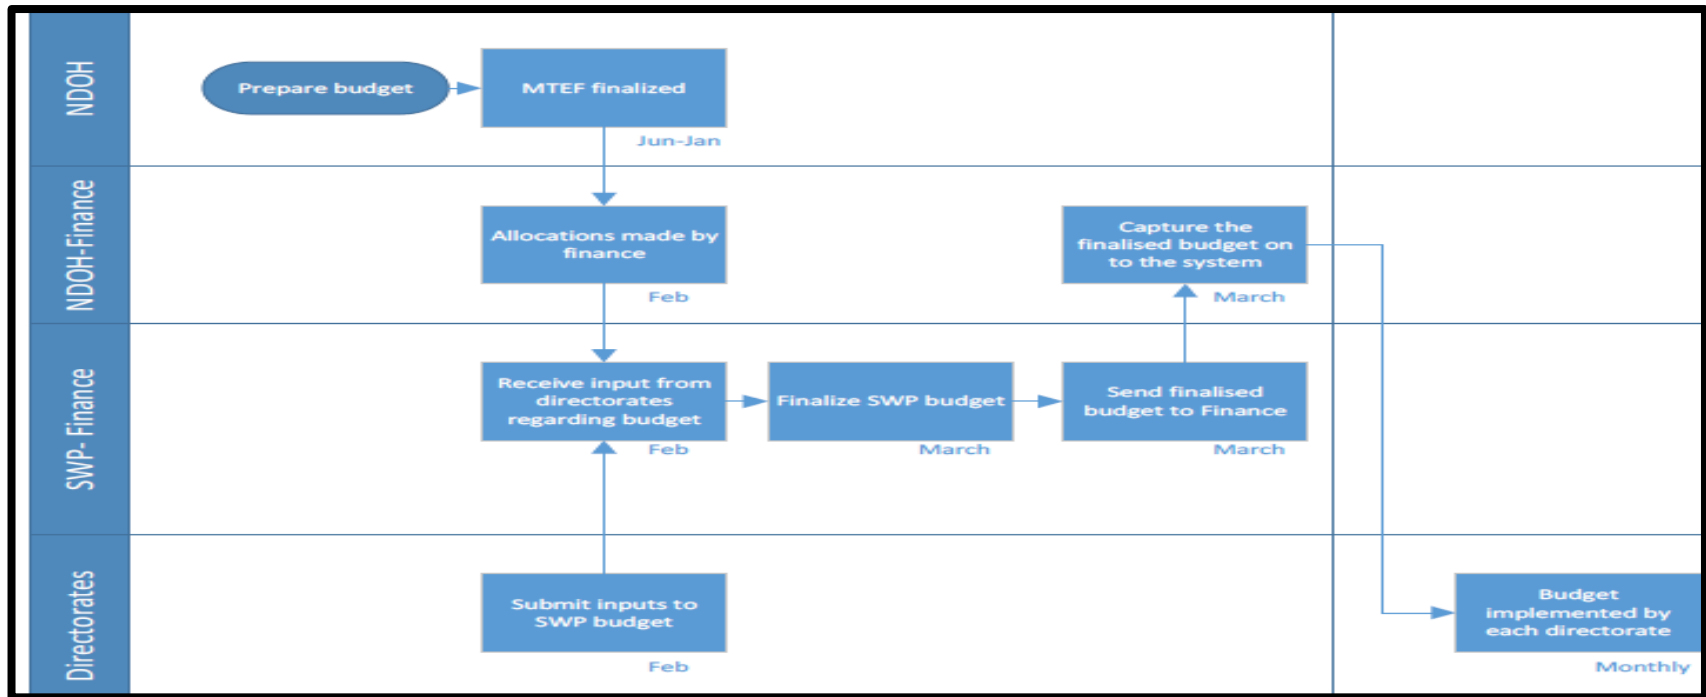 NDOH
Prepare budget
MTEF finalized
Jun-Jan
NDOH-Finance
Allocations made by
finance
Feb
Capture the
finalised budget on
to the system
March
SWP- Finance
Receive input from
directorates
regarding budget
Feb
Finalize SWP budget
March
Send finalised
budget to Finance
March
Directorates
Submit inputs to
SWP budget
Feb
Budget
implemented by
each directorate
Monthly